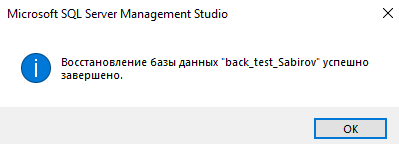 Microsoft SQL Server Management Studio
Восстановление базы данных "back_test_Sabirov" успешно
завершено.
OK